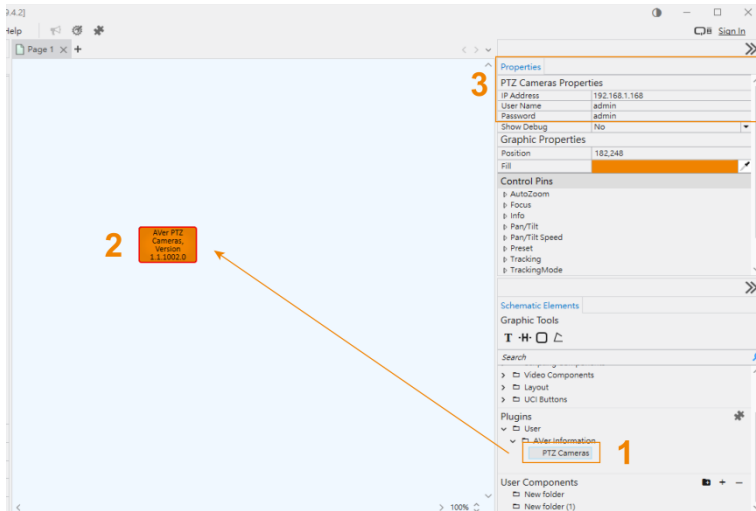 9.4.2]
Help
Sign In
Page 1
Properties
3
PTZ Cameras Properties
IP Address 192.168.1.168
User Name admin
Password admin
Show Debug No
Graphic Properties
Position 182,248
Fill
Control Pins
AutoZoom
Focus
Info
Pan/Tilt
Pan/Tilt Speed
Preset
Tracking
TrackingMode
2
AVer PTZ
Cameras,
Version
1.1.1002.0
Schematic Elements
Graphic Tools
T H
Search
Video Components
Layout
UCI Buttons
Plugins
User
AVer Information
PTZ Cameras
1
User Components
New folder
New folder (1)
100%